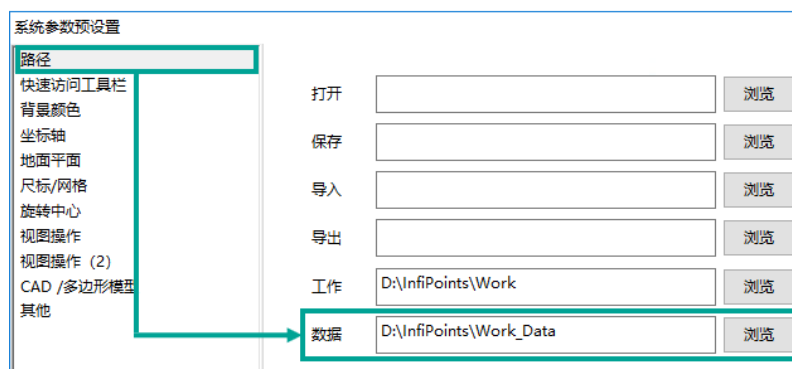 系统参数预设置
路径
快速访问工具栏
背景颜色
坐标轴
地面平面
尺标/网格
旋转中心
视图操作
视图操作（2）
CAD /多边形模型
其他
打开 浏览
保存 浏览
导入 浏览
导出 浏览
工作 D:\InfiPoints\Work 浏览
数据 D:\InfiPoints\Work_Data 浏览